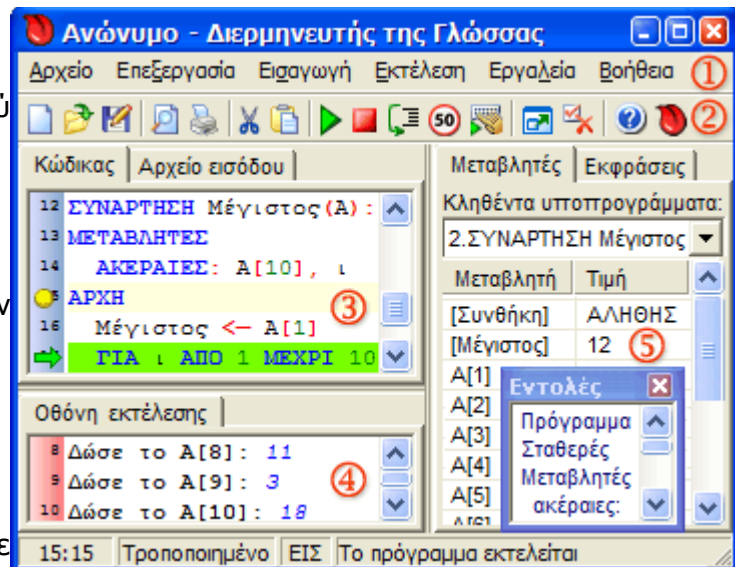 Ανώνυμο - Διερμηνευτής της Γλώσσας
Αρχείο Επεξεργασία Εισαγωγή Εκτέλεση Εργαλεία Βοήθεια 1
50 2
Κώδικας Αρχείο εισόδου
12 ΣΥΝΑΡΤΗΣΗ Μέγιστος(Α):
13 ΜΕΤΑΒΛΗΤΕΣ
14 ΑΚΕΡΑΙΕΣ: Α[10], ι
ΑΡΧΗ
3
16 Μέγιστος <- Α[1]
ΓΙΑ ι ΑΠΟ 1 ΜΕΧΡΙ 10
Οθόνη εκτέλεσης
8 Δώσε το Α[8]: 11
9 Δώσε το Α[9]: 3
4
10 Δώσε το Α[10]: 18
Μεταβλητές Εκφράσεις
Κληθέντα υποπρογράμματα:
2.ΣΥΝΑΡΤΗΣΗ Μέγιστος
Μεταβλητή Τιμή
[Συνθήκη] ΑΛΗΘΗΣ
[Μέγιστος] 12 5
Α[1]
Α[2]
Α[3]
Α[4]
Α[5]
Α[6]
Εντολές
Πρόγραμμα
Σταθερές
Μεταβλητές
ακέραιες:
15:15 Τροποποιημένο ΕΙΣ Το πρόγραμμα εκτελείται